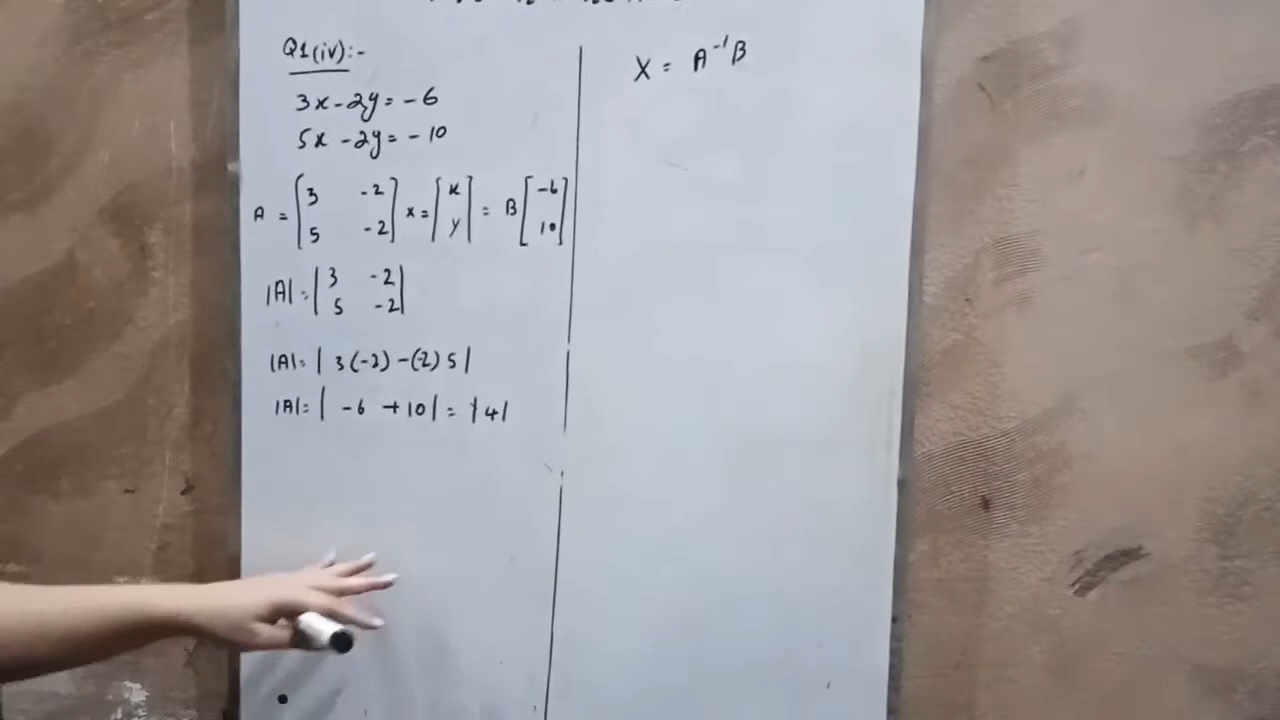 Q1(iv):-
3x - 2y = -6
5x - 2y = -10
A = [3 -2
5 -2] x = [x
y] = B [-6
10]
|A| = |3 -2
5 -2|
|A| = | 3(-2) - (-2) 5 |
|A| = | -6 + 10 | = | 4 |
X = A⁻¹B